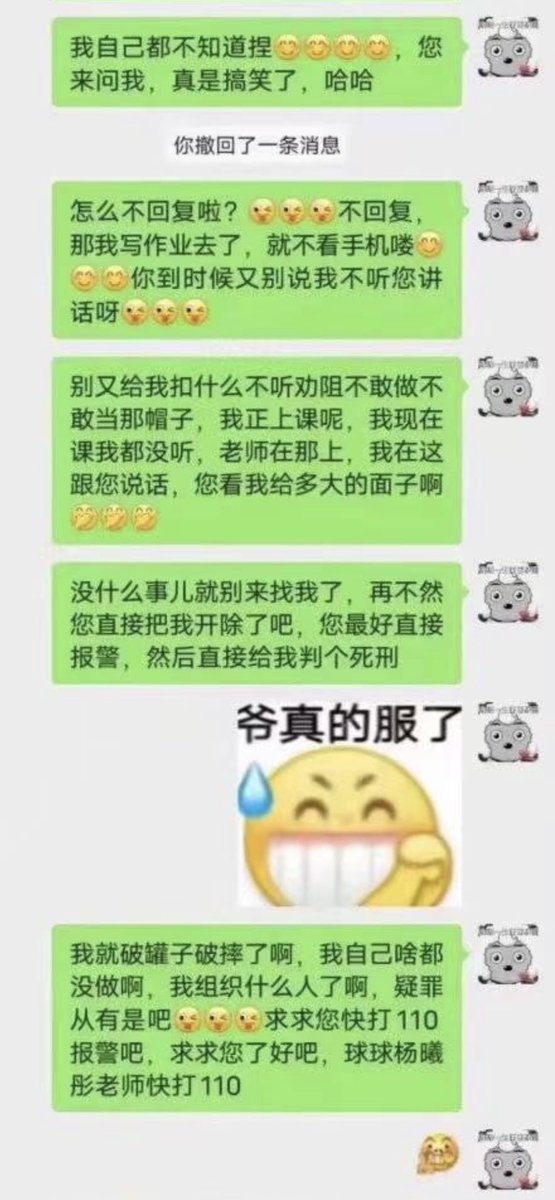 我自己都不知道捏😊😊😊😊，您
来问我，真是搞笑了，哈哈
你撤回了一条消息
怎么不回复啦？😜😜😜不回复，
那我写作业去了，就不看手机喽😊
😊😊你到时候又别说我不听您讲
话呀😜😜😜
别又给我扣什么不听劝阻不敢做不
敢当那帽子，我正上课呢，我现在
课我都没听，老师在那上，我在这
跟您说话，您看我给多大的面子啊
🤭🤭🤭
没什么事儿就别来找我了，再不然
您直接把我开除了吧，您最好直接
报警，然后直接给我判个死刑
爷真的服了
我就破罐子破摔了啊，我自己啥都
没做啊，我组织什么人了啊，疑罪
从有是吧😜😜😜求求您快打110
报警吧，求求您了好吧，球球杨曦
彤老师快打110